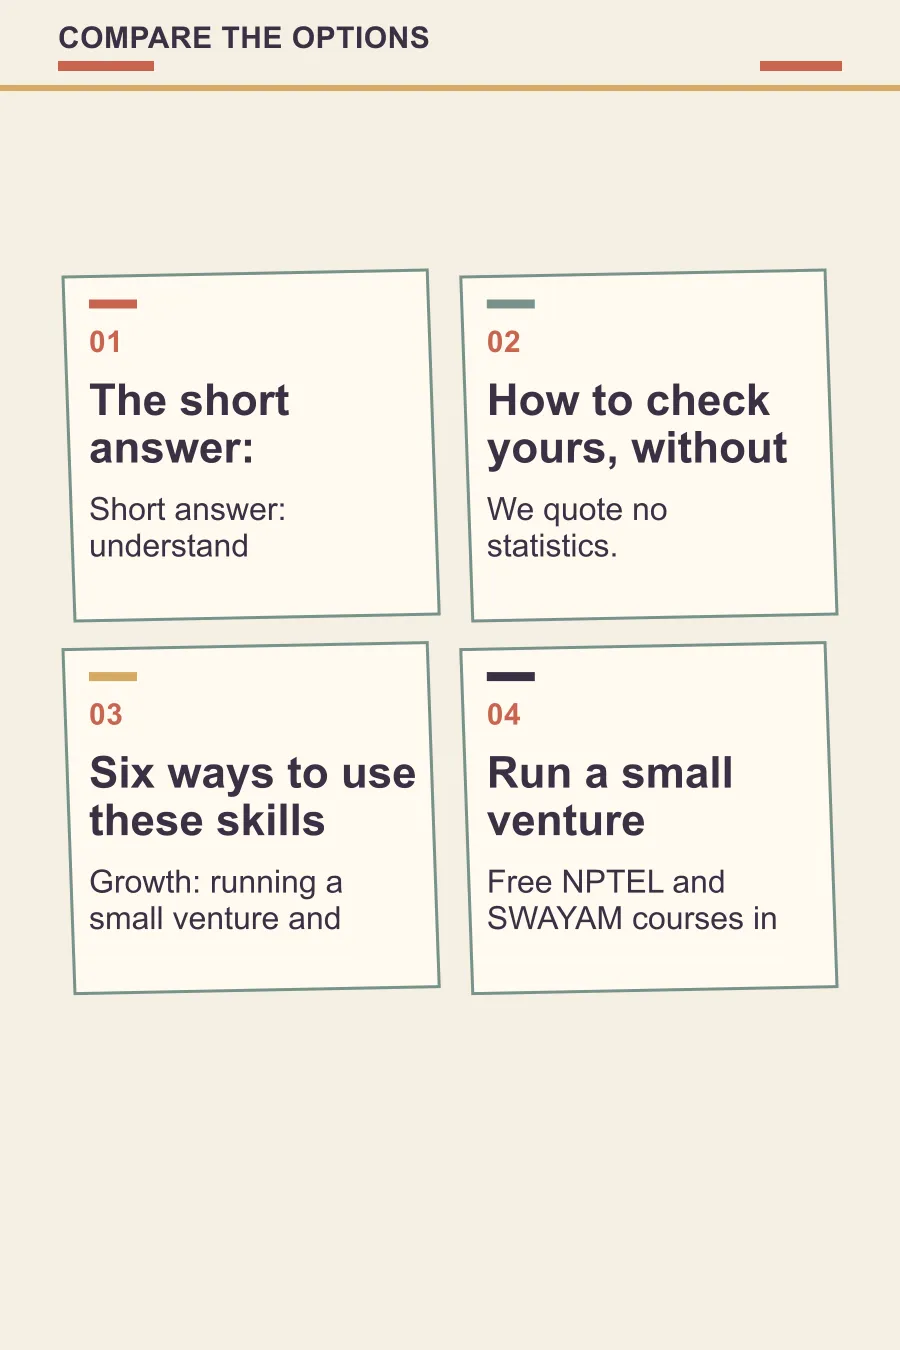 COMPARE THE OPTIONS
01
The short
answer:
Short answer:
understand
02
How to check
yours, without
We quote no
statistics.
03
Six ways to use
these skills
Growth: running a
small venture and
04
Run a small
venture
Free NPTEL and
SWAYAM courses in